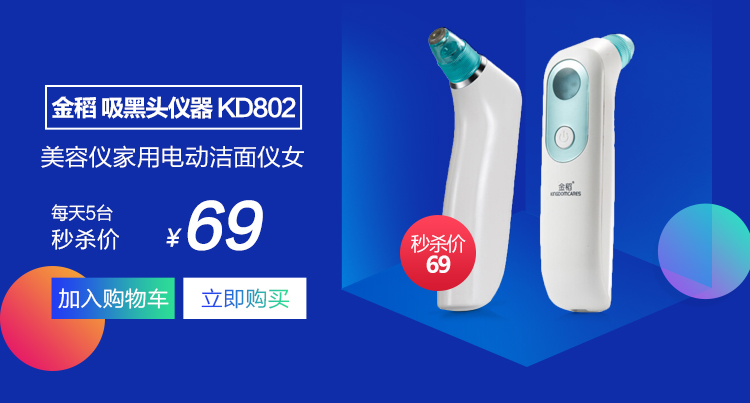 金稻 吸黑头仪器 KD802
美容仪家用电动洁面仪女
每天5台
秒杀价
¥69
加入购物车
立即购买
秒杀价
69
金稻®
KINGDOMCARES